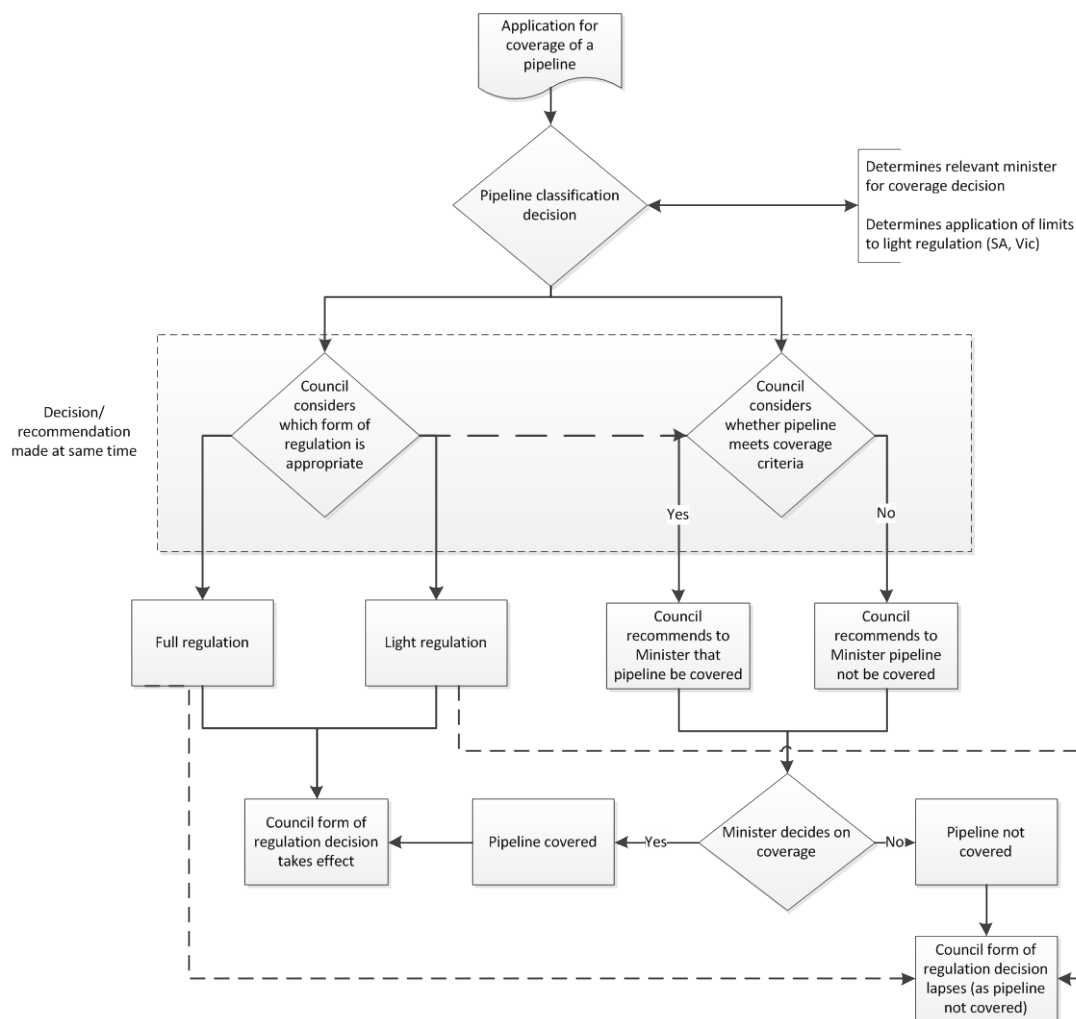 Application for
coverage of a
pipeline
Pipeline classification
decision
Determines relevant minister
for coverage decision
Determines application of limits
to light regulation (SA, Vic)
Decision/
recommendation
made at same time
Council
considers
which form of
regulation is
appropriate
Council
considers
whether pipeline
meets coverage
criteria
Yes
No
Full regulation
Light regulation
Council
recommends to
Minister that
pipeline be covered
Council
recommends to
Minister pipeline
not be covered
Council form of
regulation decision
takes effect
Pipeline covered
Yes
Minister decides on
coverage
No
Pipeline not
covered
Council form of
regulation decision
lapses (as pipeline
not covered)